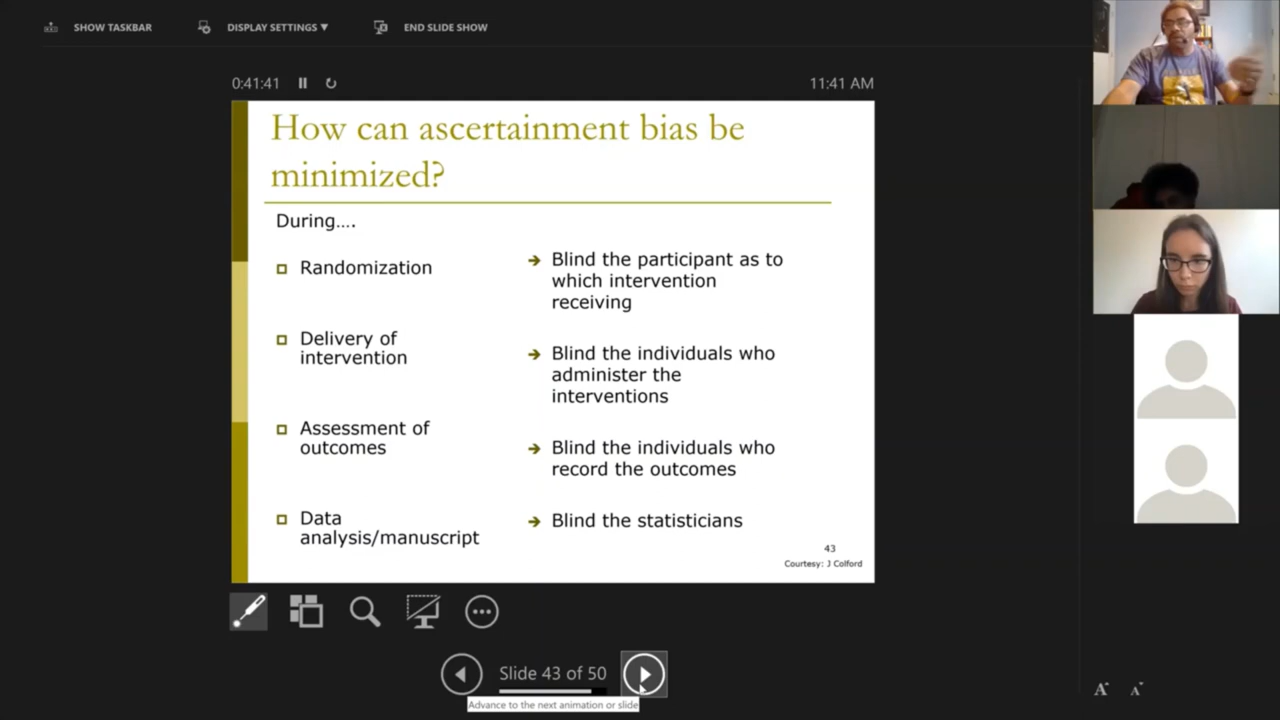 SHOW TASKBAR
DISPLAY SETTINGS ▼
END SLIDE SHOW
0:41:41
11:41 AM
How can ascertainment bias be
minimized?
During….
Randomization
Blind the participant as to
which intervention
receiving
Delivery of
intervention
Blind the individuals who
administer the
interventions
Assessment of
outcomes
Blind the individuals who
record the outcomes
Data
analysis/manuscript
Blind the statisticians
43
Courtesy: J Colford
Slide 43 of 50
Advance to the next animation or slide
A A